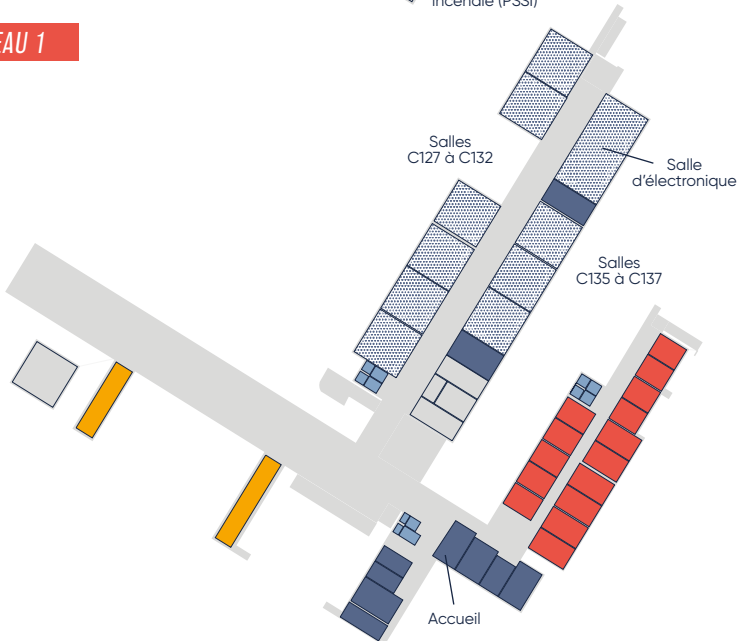 incendie (PSSI)
EAU 1
Salles
C127 à C132
Salle
d'électronique
Salles
C135 à C137
Accueil